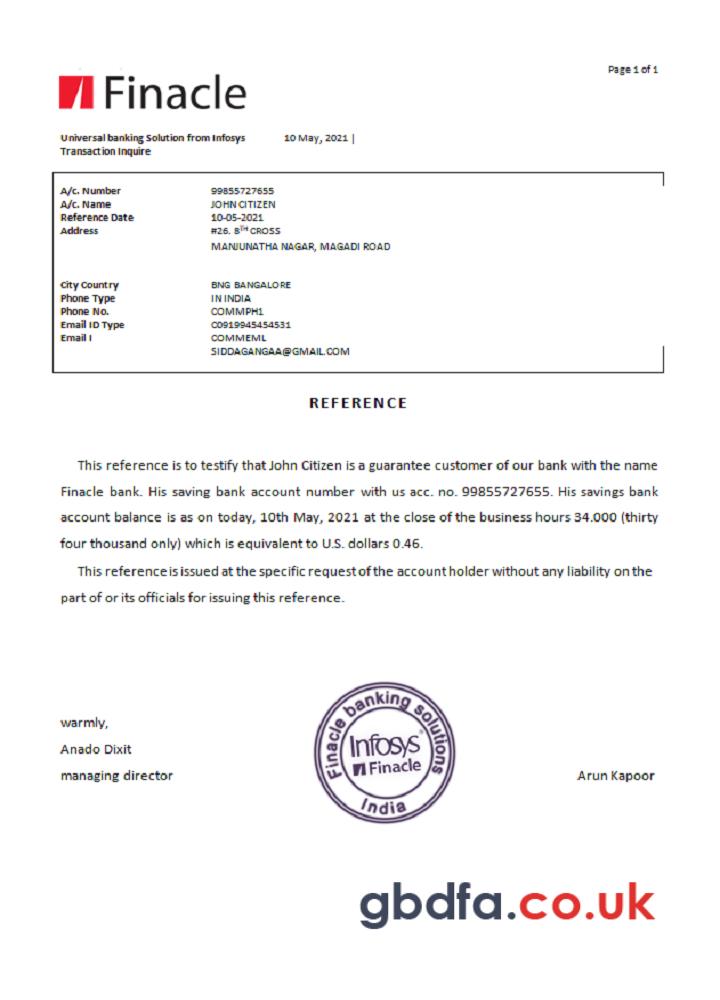 Page 1 of 1
Finacle
Universal banking Solution from Infosys 10 May, 2021 |
Transaction Inquire
A/c. Number 99855727655
A/c. Name JOHN CITIZEN
Reference Date 10-05-2021
Address #26. 8TH CROSS
MANJUNATHA NAGAR, MAGADI ROAD
City Country BNG BANGALORE
Phone Type IN INDIA
Phone No. COMMPH1
Email ID Type C0919945454531
Email I COMMEML
SIDDAGANGAA@GMAIL.COM
REFERENCE
This reference is to testify that John Citizen is a guarantee customer of our bank with the name
Finacle bank. His saving bank account number with us acc. no. 99855727655. His savings bank
account balance is as on today, 10th May, 2021 at the close of the business hours 34.000 (thirty
four thousand only) which is equivalent to U.S. dollars 0.46.
This reference is issued at the specific request of the account holder without any liability on the
part of or its officials for issuing this reference.
warmly,
Anado Dixit
managing director
Finacle banking solutions
Infosys
Finacle
India
Arun Kapoor
gbdfa.co.uk